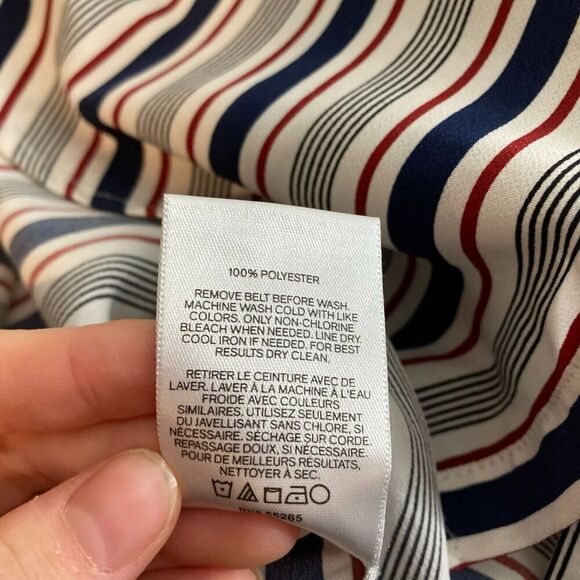 100% POLYESTER
REMOVE BELT BEFORE WASH.
MACHINE WASH COLD WITH LIKE
COLORS. ONLY NON-CHLORINE
BLEACH WHEN NEEDED. LINE DRY.
COOL IRON IF NEEDED. FOR BEST
RESULTS DRY CLEAN.
RETIRER LE CEINTURE AVEC DE
LAVER. LAVER À LA MACHINE À L'EAU
FROIDE AVEC COULEURS
SIMILAIRES. UTILISEZ SEULEMENT
DU JAVELLISANT SANS CHLORE, SI
NÉCESSAIRE. SÉCHAGE SUR CORDE.
REPASSAGE DOUX, SI NÉCESSAIRE.
POUR DE MEILLEURS RÉSULTATS,
NETTOYER À SEC.